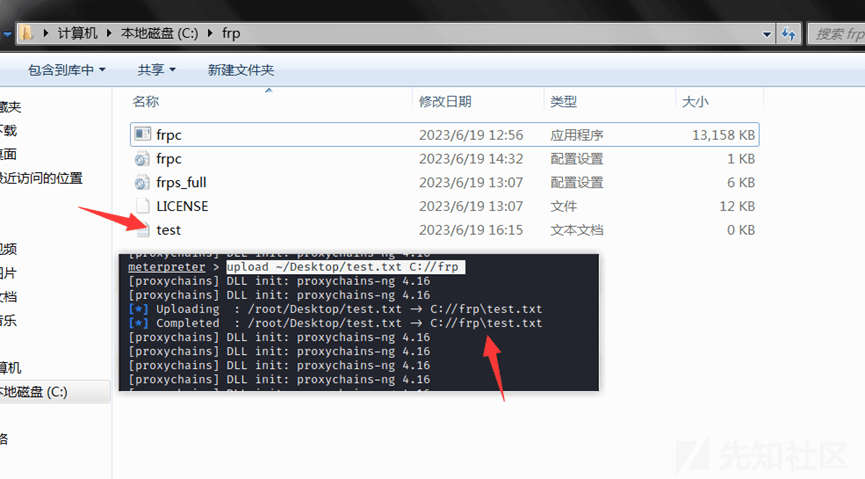 计算机 本地磁盘 (C:) frp 搜索 frp
包含到库中 共享 新建文件夹
名称 修改日期 类型 大小
frpc 2023/6/19 12:56 应用程序 13,158 KB
frpc 2023/6/19 14:32 配置设置 1 KB
frps_full 2023/6/19 13:07 配置设置 6 KB
LICENSE 2023/6/19 13:07 文件 12 KB
test 2023/6/19 16:15 文本文档 0 KB
藏夹
下载
桌面
最近访问的位置
视频
图片
文档
音乐
算机
本地磁盘 (C:)
络
[proxychains] DLL init: proxychains-ng 4.16
meterpreter > upload ~/Desktop/test.txt C://frp
[proxychains] DLL init: proxychains-ng 4.16
[proxychains] DLL init: proxychains-ng 4.16
[*] Uploading : /root/Desktop/test.txt → C://frp\test.txt
[*] Completed : /root/Desktop/test.txt → C://frp\test.txt
[proxychains] DLL init: proxychains-ng 4.16
[proxychains] DLL init: proxychains-ng 4.16
[proxychains] DLL init: proxychains-ng 4.16
[proxychains] DLL init: proxychains-ng 4.16
[proxychains] DLL init: proxychains-ng 4.16
先知社区